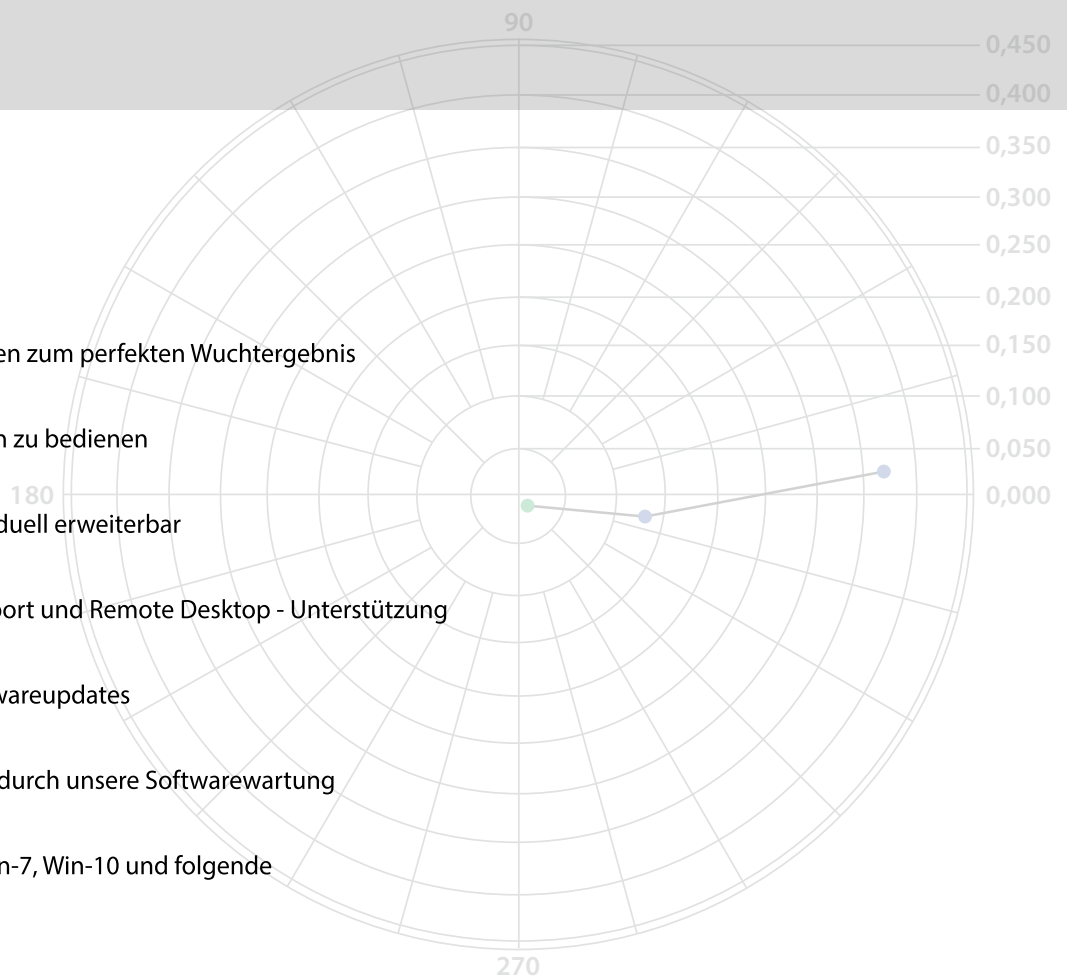 90
0,450
0,400
0,350
0,300
0,250
0,200
0,150
en zum perfekten Wuchtergebnis
0,100
n zu bedienen
0,050
180
0,000
duell erweiterbar
port und Remote Desktop - Unterstützung
wareupdates
durch unsere Softwarewartung
n-7, Win-10 und folgende
270